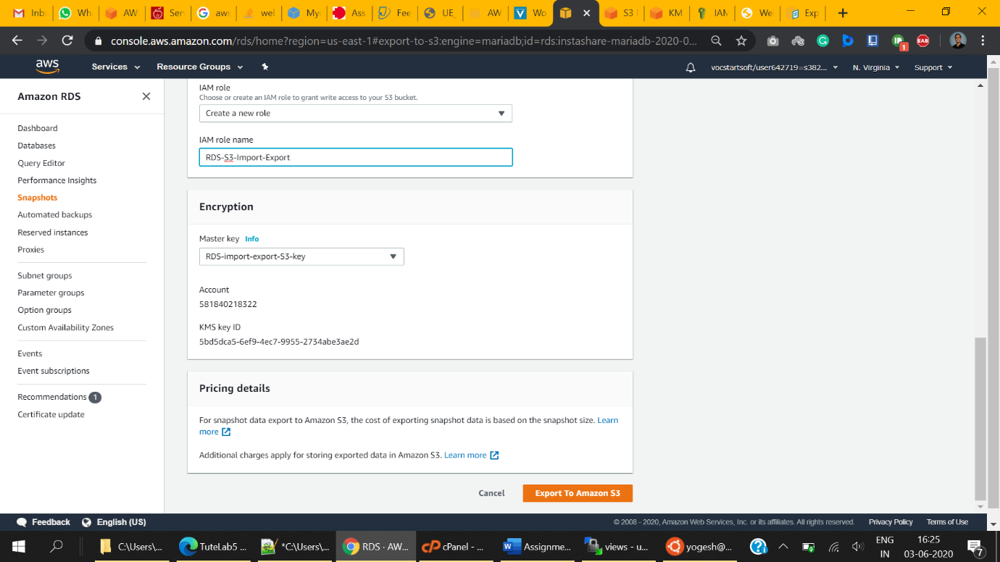 Inb
Wh
AW
Ser
aws
wel
My
Ass
Fee
UE_
AW
Wo
S3
KM
IAN
We
Exp
console.aws.amazon.com/rds/home?region=us-east-1#export-to-s3:engine=mariadb;id=rds:instashare-mariadb-2020-0...
1
EAB
aws
Services
Resource Groups
vocstartsoft/user642719=s382...
N. Virginia
Support
Amazon RDS
Dashboard
Databases
Query Editor
Performance Insights
Snapshots
Automated backups
Reserved instances
Proxies
Subnet groups
Parameter groups
Option groups
Custom Availability Zones
Events
Event subscriptions
Recommendations 1
Certificate update
IAM role
Choose or create an IAM role to grant write access to your S3 bucket.
Create a new role
IAM role name
RDS-S3-Import-Export
Encryption
Master key Info
RDS-import-export-S3-key
Account
581840218322
KMS key ID
5bd5dca5-6ef9-4ec7-9955-2734abe3ae2d
Pricing details
For snapshot data export to Amazon S3, the cost of exporting snapshot data is based on the snapshot size. Learn
more
Additional charges apply for storing exported data in Amazon S3. Learn more
Cancel
Export To Amazon S3
Feedback
English (US)
© 2008 - 2020, Amazon Web Services, Inc. or its affiliates. All rights reserved.
Privacy Policy
Terms of Use
C:\Users\...
TuteLab5 ...
*C:\Users\...
RDS · AW...
cPanel - ...
Assignme...
views - u...
yogesh@...
ENG
IN
16:25
03-06-2020
7